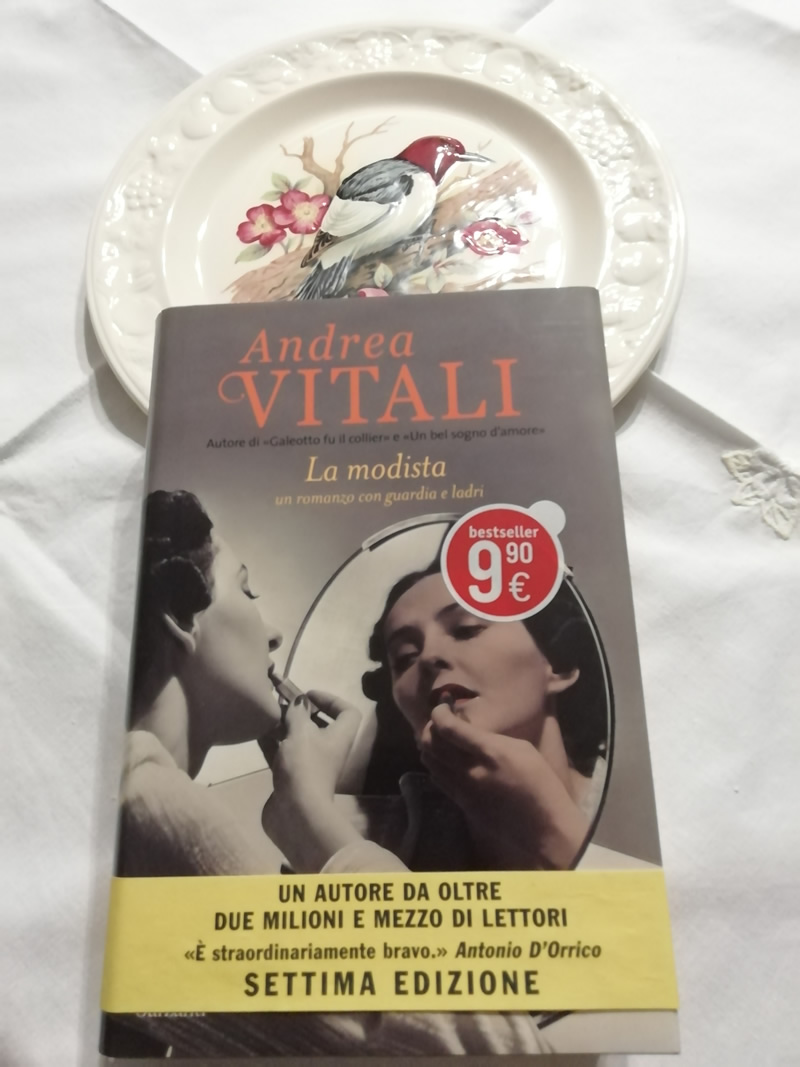 Andrea
VITALI
Autore di «Galeotto fu il collier» e «Un bel sogno d'amore»
La modista
un romanzo con guardia e ladri
bestseller
9,90
€
UN AUTORE DA OLTRE
DUE MILIONI E MEZZO DI LETTORI
«È straordinariamente bravo.» Antonio D'Orrico
SETTIMA EDIZIONE